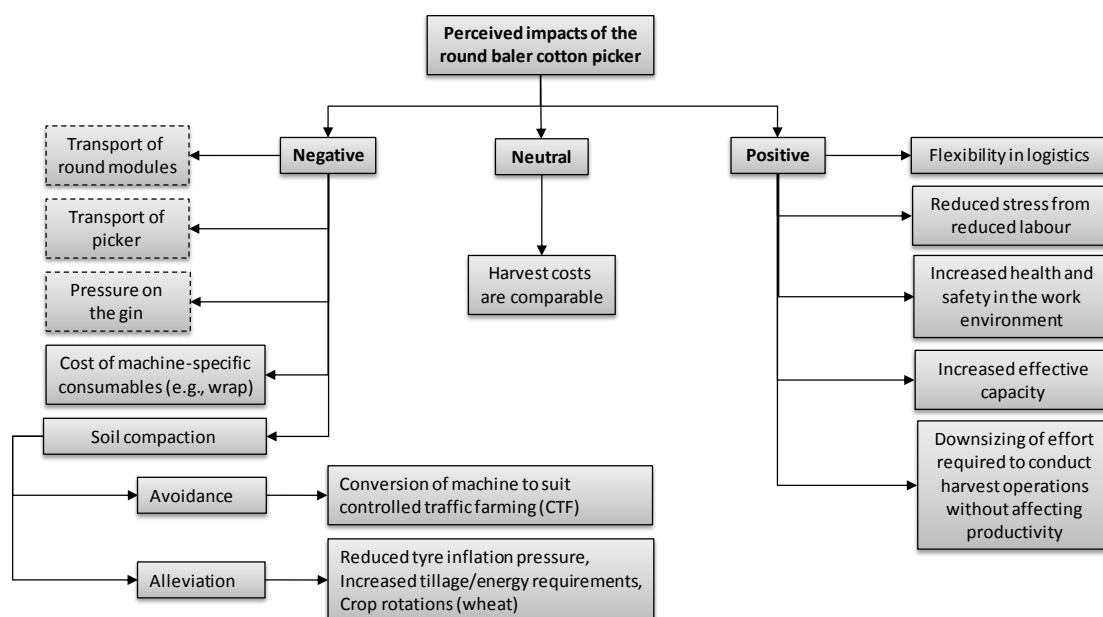 Perceived impacts of the
round baler cotton picker
Negative
Neutral
Positive
Transport of
round modules
Transport of
picker
Pressure on
the gin
Cost of machine-specific
consumables (e.g., wrap)
Soil compaction
Avoidance
Conversion of machine to suit
controlled traffic farming (CTF)
Alleviation
Reduced tyre inflation pressure,
Increased tillage/energy requirements,
Crop rotations (wheat)
Harvest costs
are comparable
Flexibility in logistics
Reduced stress from
reduced labour
Increased health and
safety in the work
environment
Increased effective
capacity
Downsizing of effort
required to conduct
harvest operations
without affecting
productivity